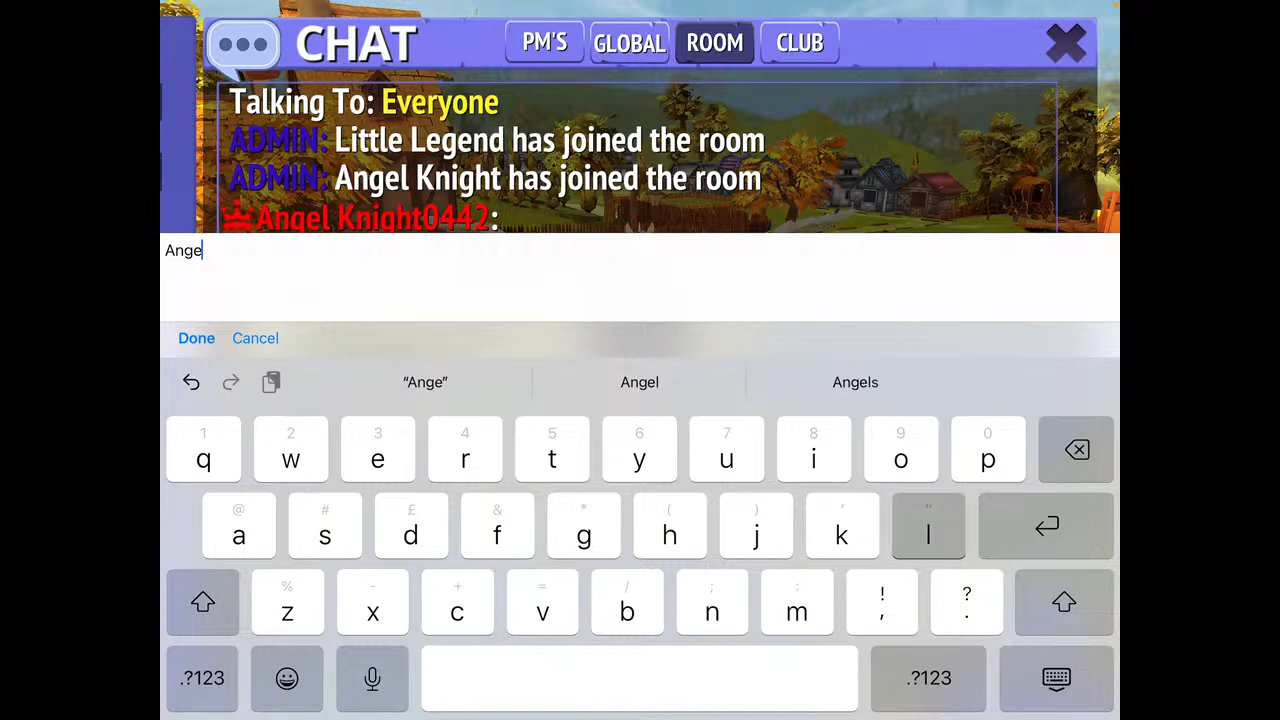 CHAT PM'S GLOBAL ROOM CLUB
Talking To: Everyone
ADMIN: Little Legend has joined the room
ADMIN: Angel Knight has joined the room
Angel Knight0442:
Ange
Done Cancel
“Ange” Angel Angels
1 2 3 4 5 6 7 8 9 0
q w e r t y u i o p
@ # £ & * ( ) ' "
a s d f g h j k l
% - + = / ; : ! ?
z x c v b n m , .
.?123 .?123